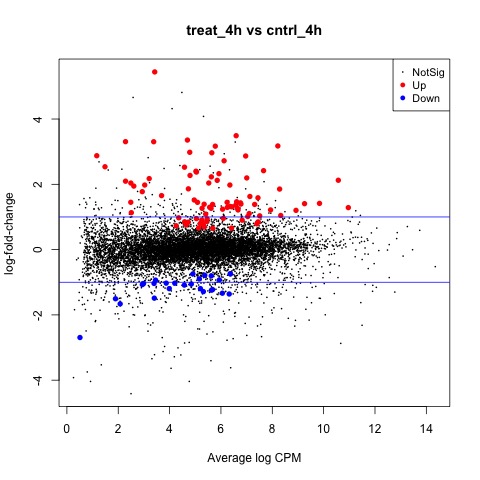 treat_4h vs cntrl_4h
NotSig
Up
Down
log-fold-change
4
2
0
-2
-4
0 2 4 6 8 10 12 14
Average log CPM